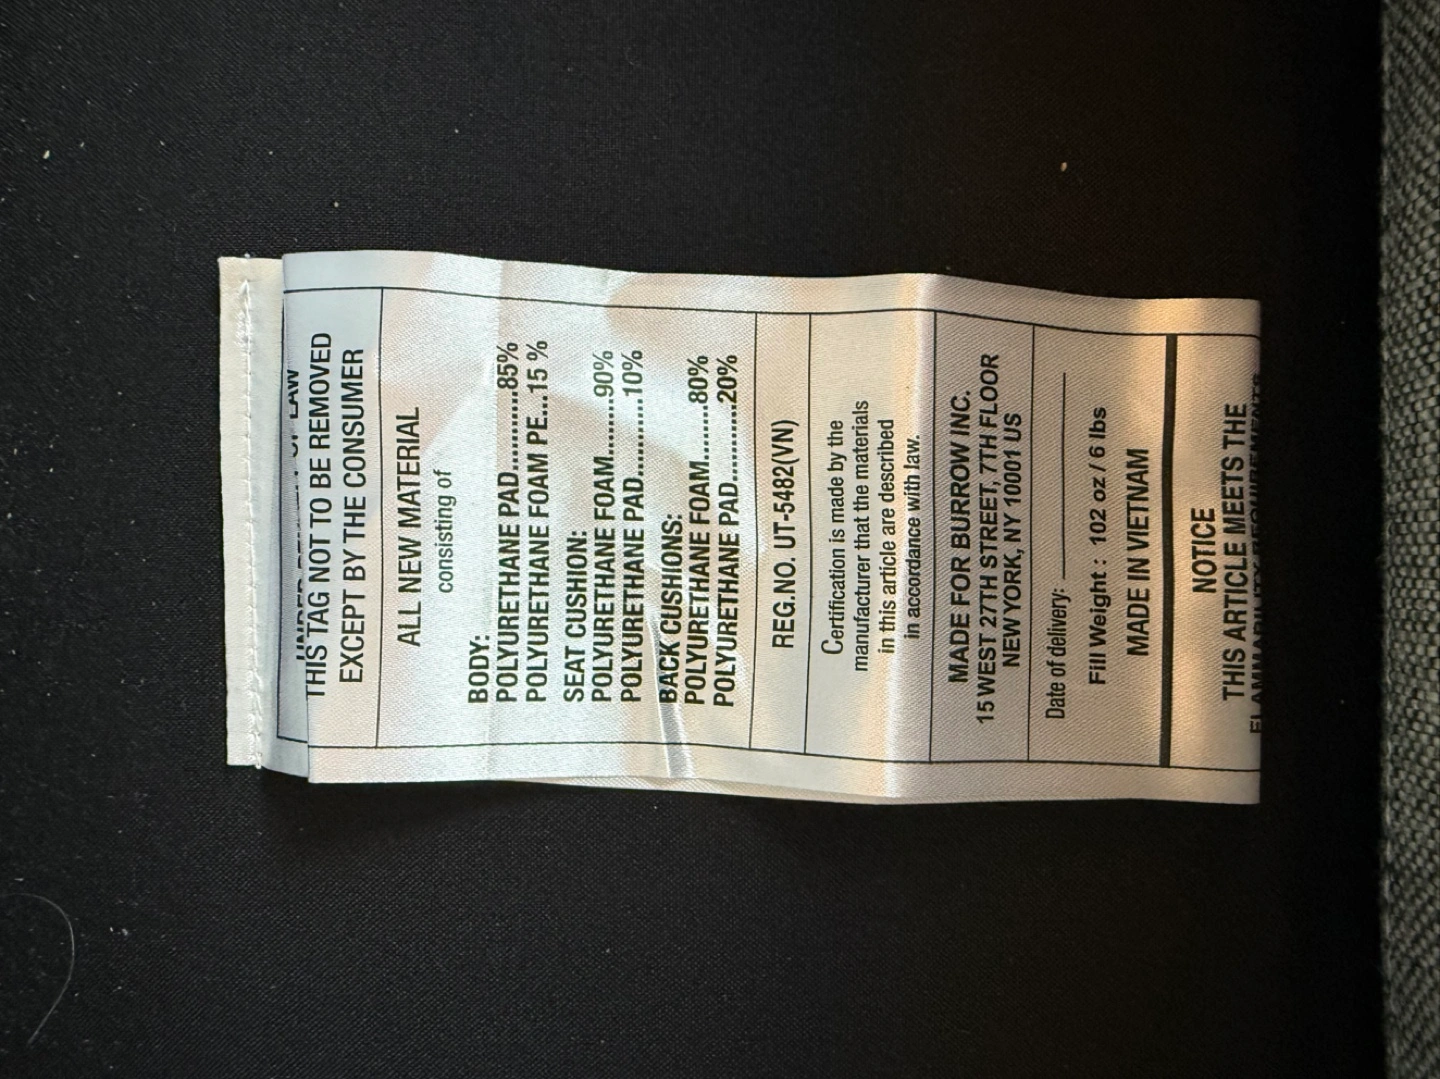 THIS TAG NOT TO BE REMOVED
EXCEPT BY THE CONSUMER
ALL NEW MATERIAL
consisting of
BODY:
POLYURETHANE PAD............85%
POLYURETHANE FOAM PE...15 %
SEAT CUSHION:
POLYURETHANE FOAM.........90%
POLYURETHANE PAD............10%
BACK CUSHIONS:
POLYURETHANE FOAM.........80%
POLYURETHANE PAD............20%
REG.NO. UT-5482(VN)
Certification is made by the
manufacturer that the materials
in this article are described
in accordance with law.
MADE FOR BURROW INC.
15 WEST 27TH STREET, 7TH FLOOR
NEW YORK, NY 10001 US
Date of delivery:
Fill Weight : 102 oz / 6 lbs
MADE IN VIETNAM
NOTICE
THIS ARTICLE MEETS THE